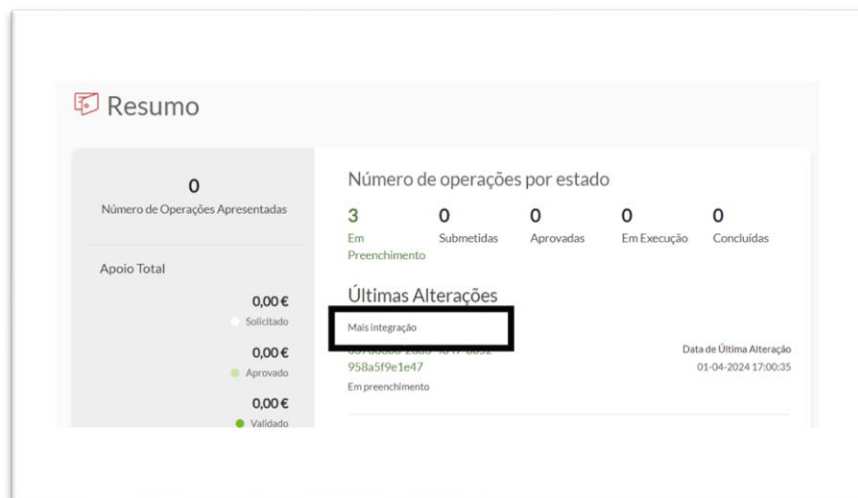 Resumo
0
Número de Operações Apresentadas
Apoio Total
0,00 €
Solicitado
0,00 €
Aprovado
0,00 €
Validado
Número de operações por estado
3 0 0 0 0
Em Submetidas Aprovadas Em Execução Concluídas
Preenchimento
Últimas Alterações
Mais integração
958a5f9e1e47
Em preenchimento
Data de Última Alteração
01-04-2024 17:00:35